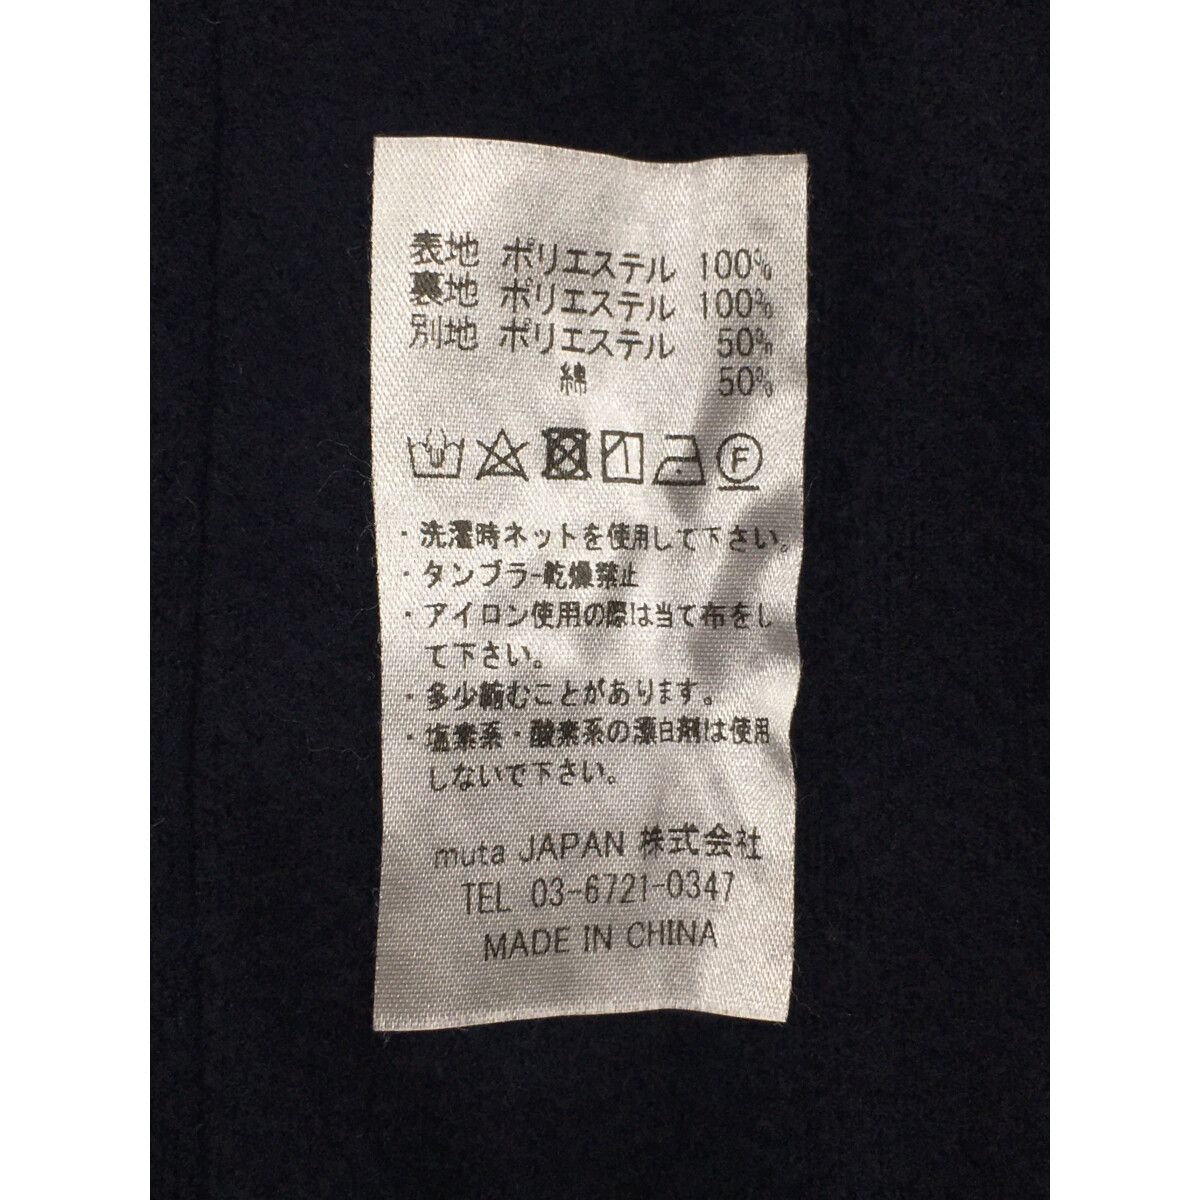 表地 ポリエステル 100%
裏地 ポリエステル 100%
別地 ポリエステル 50%
綿 50%
F
・洗濯時ネットを使用して下さい。
・タンブラー乾燥禁止
・アイロン使用の際は当て布をし
て下さい。
・多少縮むことがあります。
・塩素系・酸素系の漂白剤は使用
しないで下さい。
muta JAPAN 株式会社
TEL 03-6721-0347
MADE IN CHINA